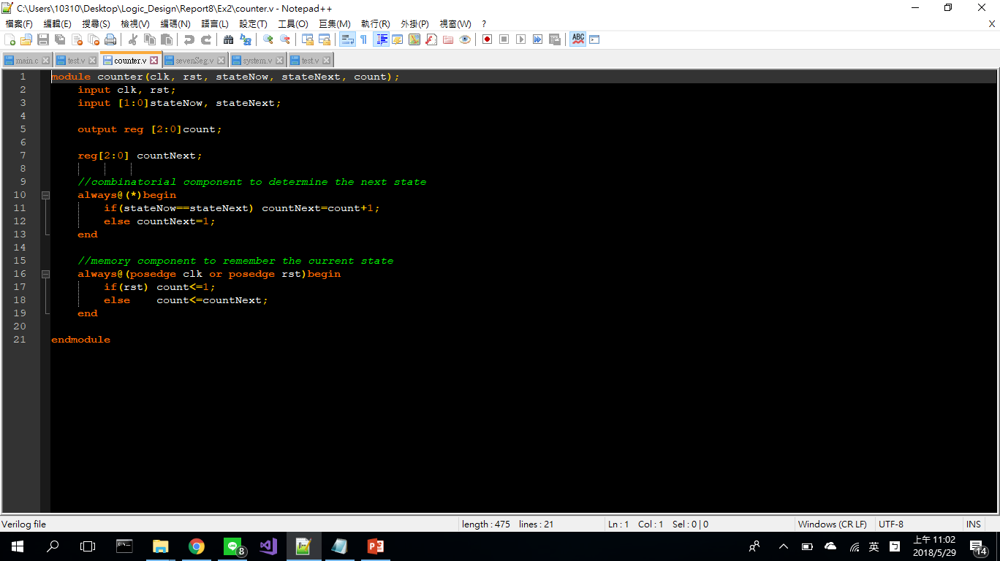 C:\Users\10310\Desktop\Logic_Design\Report8\Ex2\counter.v - Notepad++
檔案(F) 編輯(E) 搜尋(S) 檢視(V) 編碼(N) 語言(L) 設定(T) 工具(O) 巨集(M) 執行(R) 外掛(P) 視窗(W) ? X
main.c test.v counter.v sevenSeg.v system.v test.v
1 module counter(clk, rst, stateNow, stateNext, count);
2 input clk, rst;
3 input [1:0]stateNow, stateNext;
4
5 output reg [2:0]count;
6
7 reg[2:0] countNext;
8
9 //combinatorial component to determine the next state
10 always@(*)begin
11 if(stateNow==stateNext) countNext=count+1;
12 else countNext=1;
13 end
14
15 //memory component to remember the current state
16 always@(posedge clk or posedge rst)begin
17 if(rst) count<=1;
18 else count<=countNext;
19 end
20
21 endmodule
Verilog file length : 475 lines : 21 Ln : 1 Col : 1 Sel : 0 | 0 Windows (CR LF) UTF-8 INS
8 英 上午 11:02
2018/5/29 14